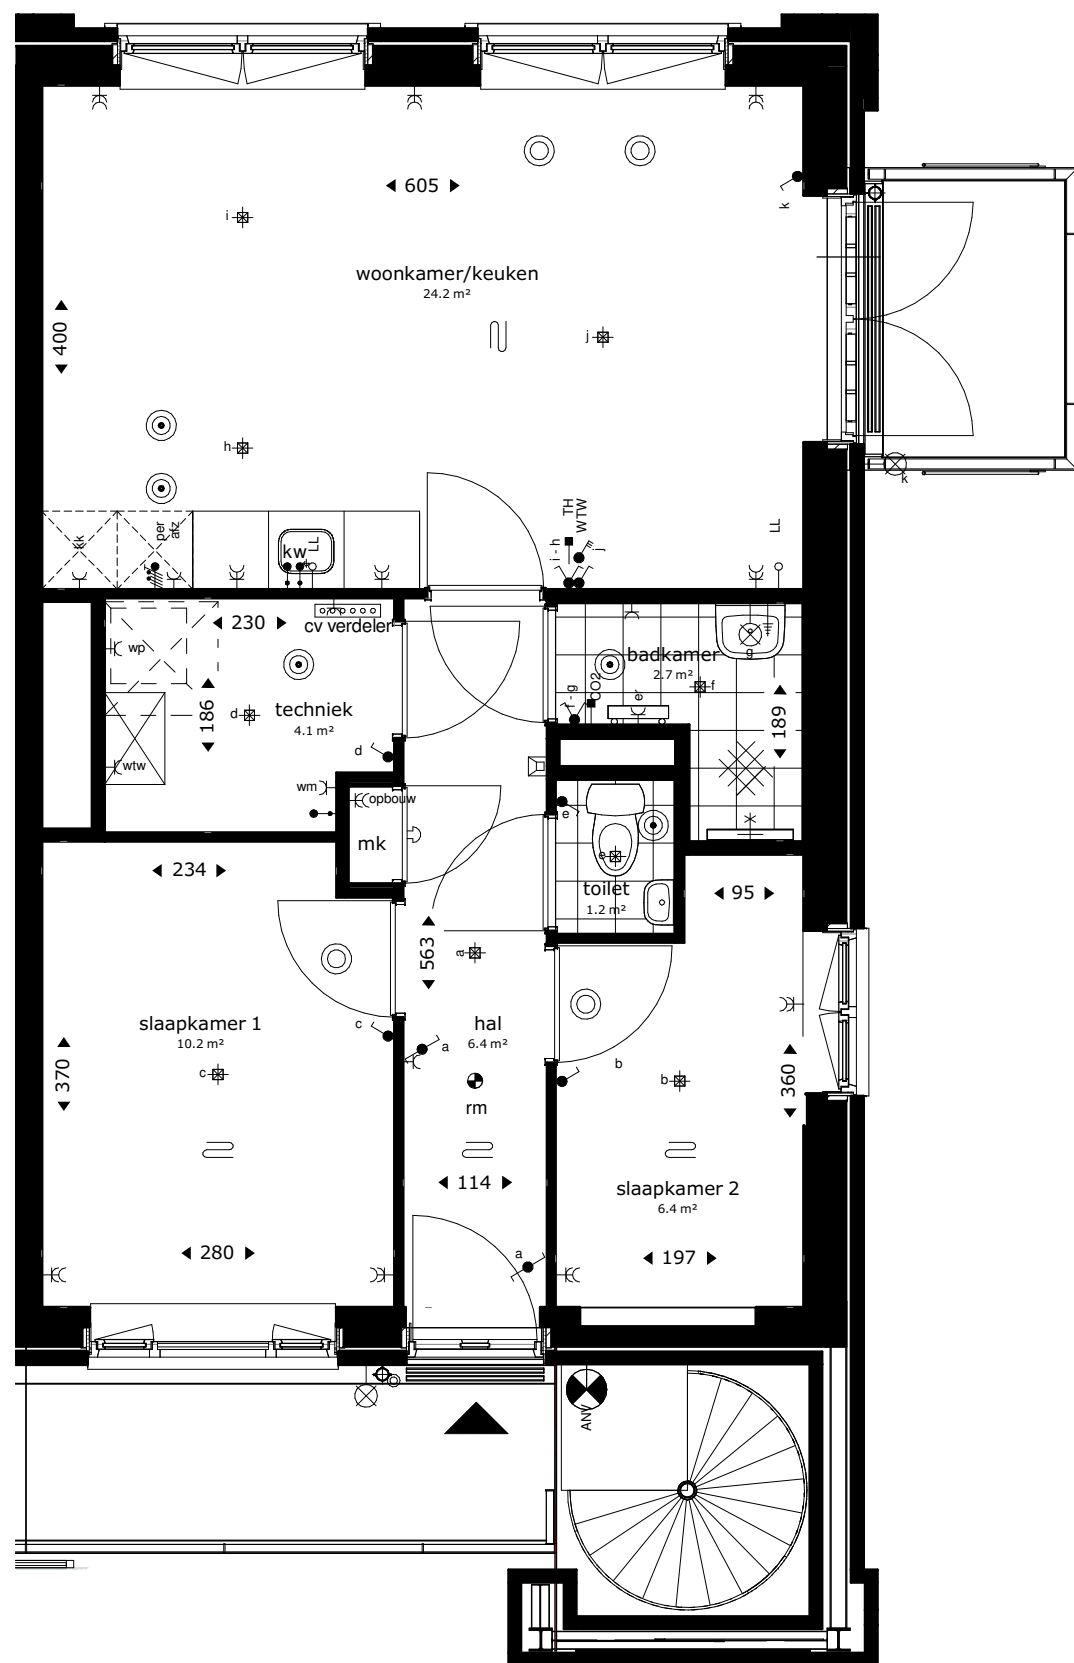 605
k
i
woonkamer/keuken
24.2 m²
400
j
h
k
kk
per
afz
kw
LL
TH
WTW
i - h
j
LL
230
cv verdeler
wp
badkamer
2.7 m²
g
f
CO2
er
f - g
186
d
techniek
4.1 m²
189
d
wtw
wm
opbouw
e
mk
e
toilet
1.2 m²
234
95
563
a
slaapkamer 1
10.2 m²
c
hal
6.4 m²
a
370
c
b
b
360
rm
114
slaapkamer 2
6.4 m²
280
a
197
ANV